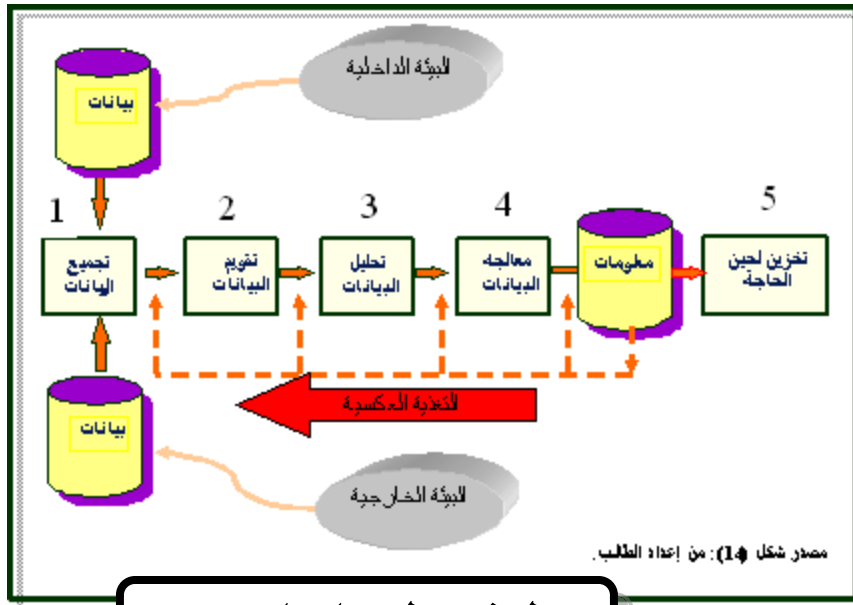 البيئة الداخلية
بيانات
1
2
3
4
5
تجميع
البيانات
تقويم
البيانات
تحليل
البيانات
معالجة
البيانات
معلومات
تخزين لحين
الحاجة
التغذية العكسية
بيانات
البيئة الخارجية
مصدر شكل (14): من إعداد الطالب.